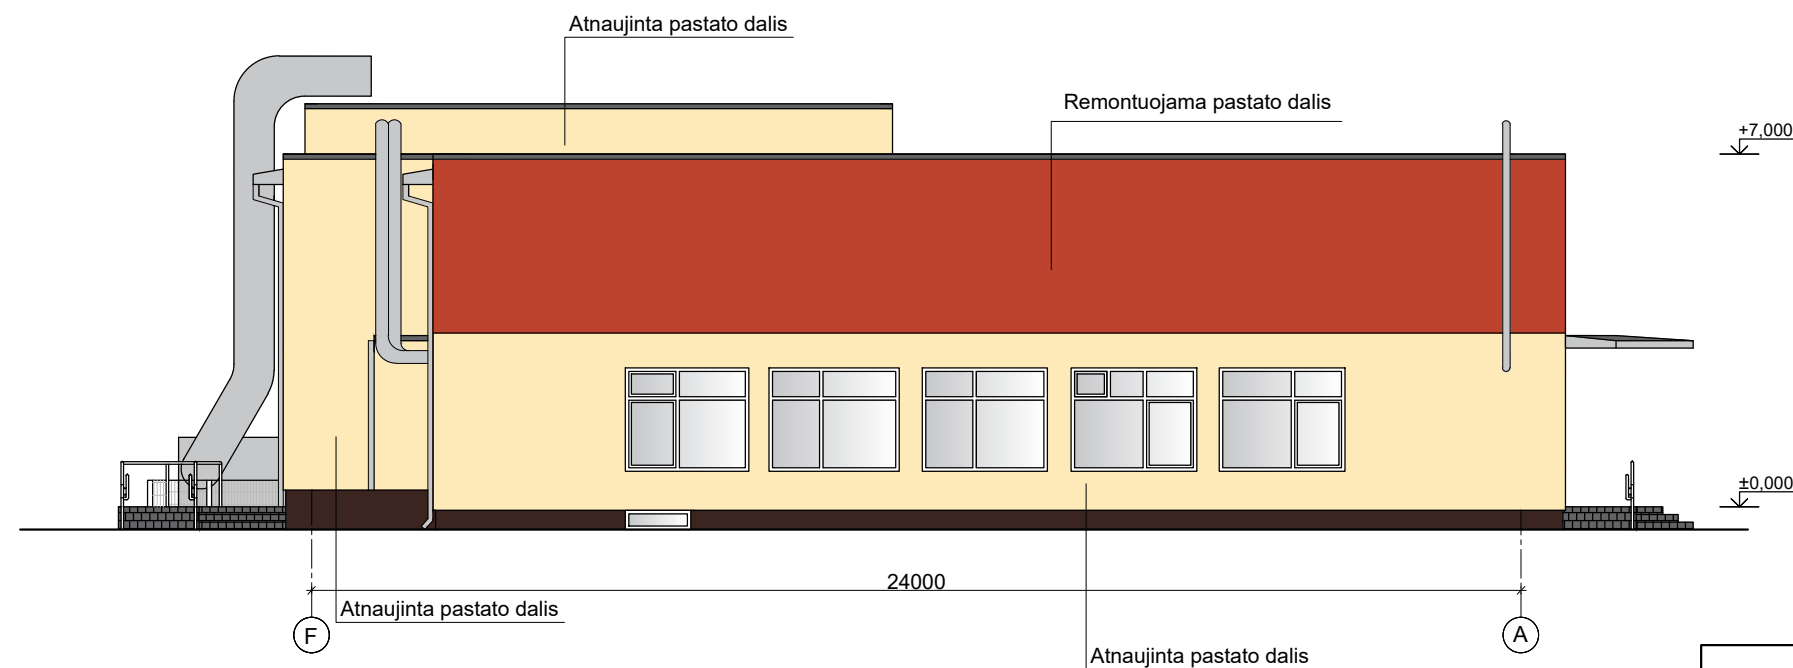 Atnaujinta pastato dalis
Remontuojama pastato dalis
+7,000
±0,000
24000
Atnaujinta pastato dalis
F
A
Atnaujinta pastato dalis